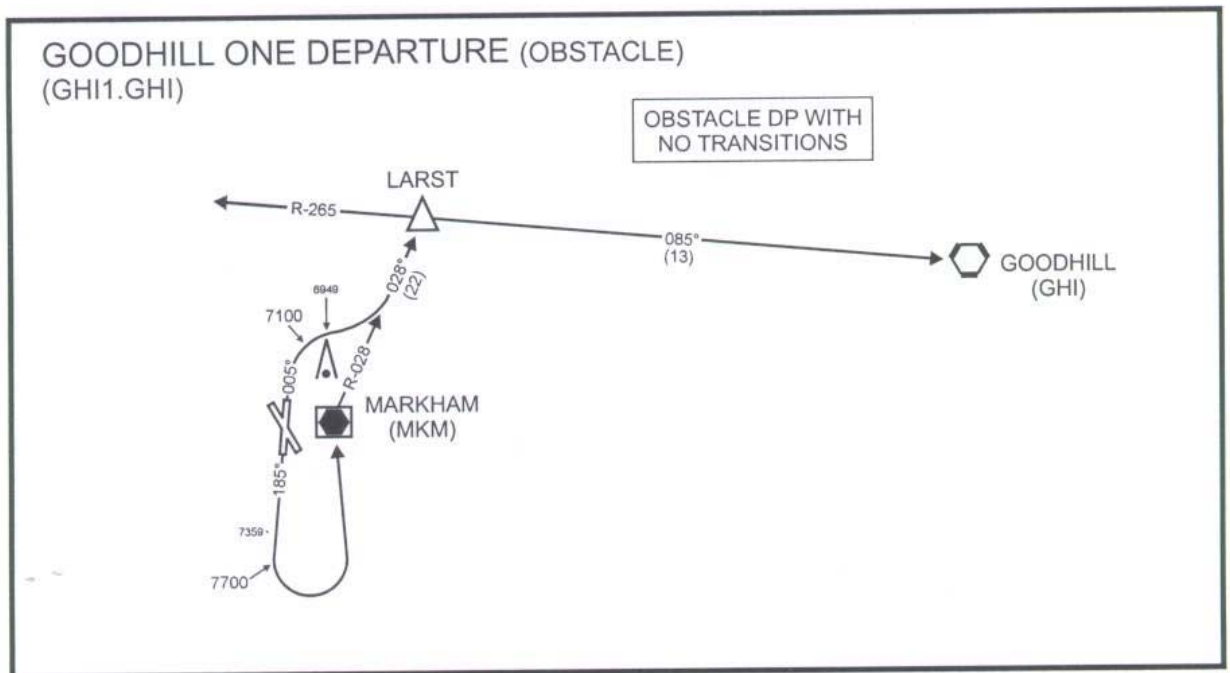 GOODHILL ONE DEPARTURE (OBSTACLE)
(GHI1.GHI)
OBSTACLE DP WITH
NO TRANSITIONS
LARST
R-265
085°
(13)
GOODHILL
(GHI)
028°
(22)
6949
7100
R-028
005°
MARKHAM
(MKM)
185°
7359
7700